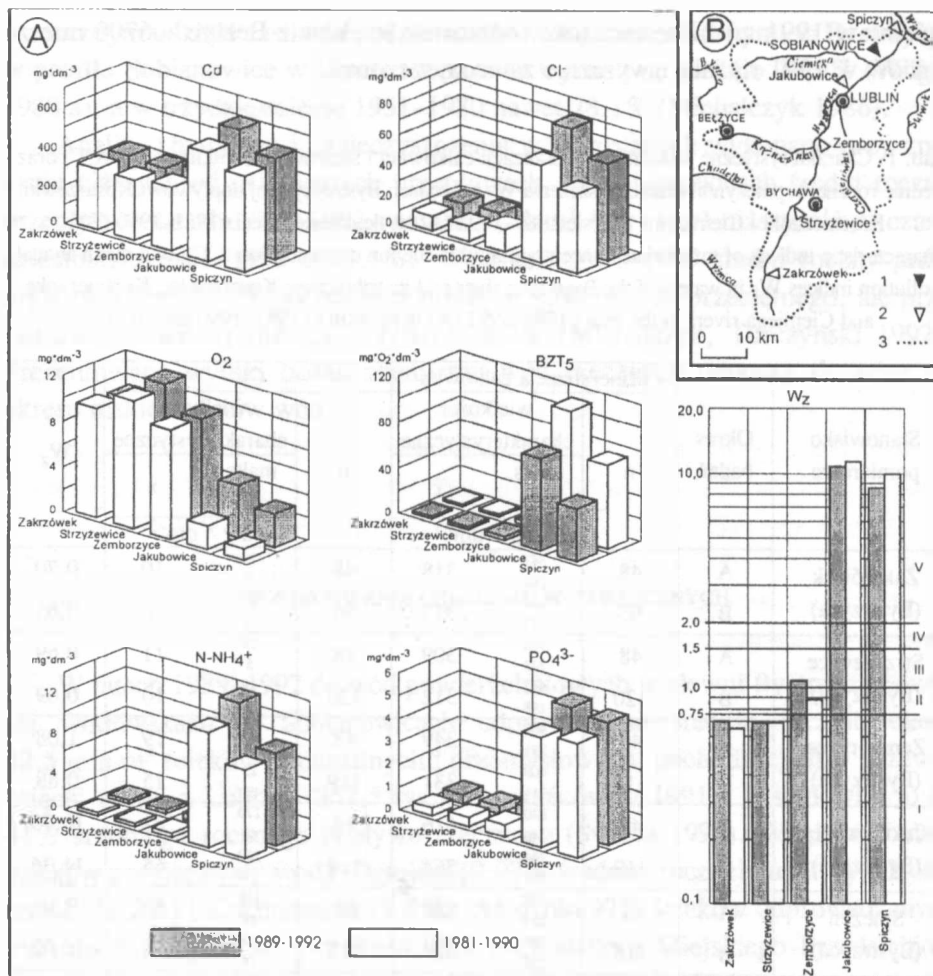 A
mg*dm-3
Cd
600
400
200
0
Zakrzówek
Strzyżewice
Zemborzyce
Jakubowice
Spiczyn
mg*dm-3
Cl-
80
60
40
20
0
Zakrzówek
Strzyżewice
Zemborzyce
Jakubowice
Spiczyn
mg*dm-3
O2
12
8
4
0
Zakrzówek
Strzyżewice
Zemborzyce
Jakubowice
Spiczyn
mg*O2*dm-3
BZT5
120
80
40
0
Zakrzówek
Strzyżewice
Zemborzyce
Jakubowice
Spiczyn
mg*dm-3
N-NH4+
12
8
4
0
Zakrzówek
Strzyżewice
Zemborzyce
Jakubowice
Spiczyn
mg*dm-3
PO43-
5
4
3
2
1
0
Zakrzówek
Strzyżewice
Zemborzyce
Jakubowice
Spiczyn
1989-1992
1981-1990
B
Spiczyn
SOBIANOWICE
Ciemięk
Jakubowice
LUBLIN
BEŁŻYCE
Zemborzyce
Strzyżewice
Zakrzówek
10 km
1
2
3
Wz
20,0
10,0
V
2,0
IV
1,5
III
1,0
II
0,75
I
0,1
Zakrzówek
Strzyżewice
Zemborzyce
Jakubowice
Spiczyn